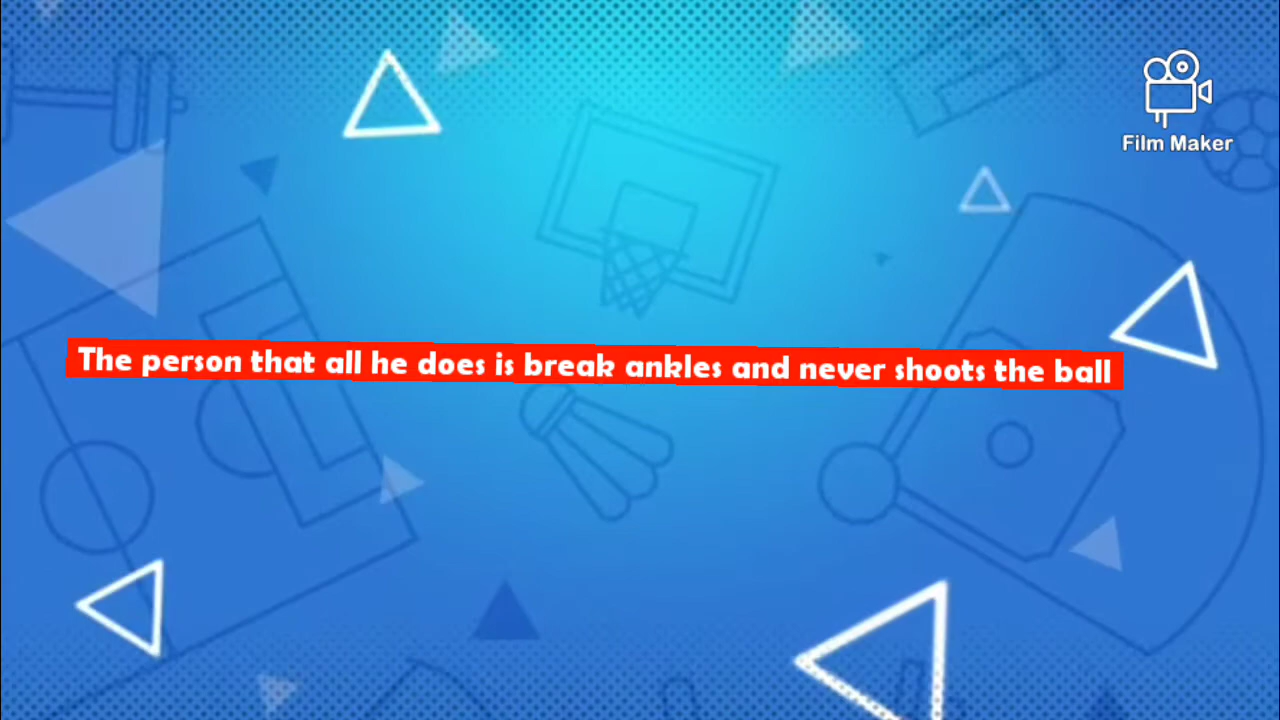 Film Maker
The person that all he does is break ankles and never shoots the ball